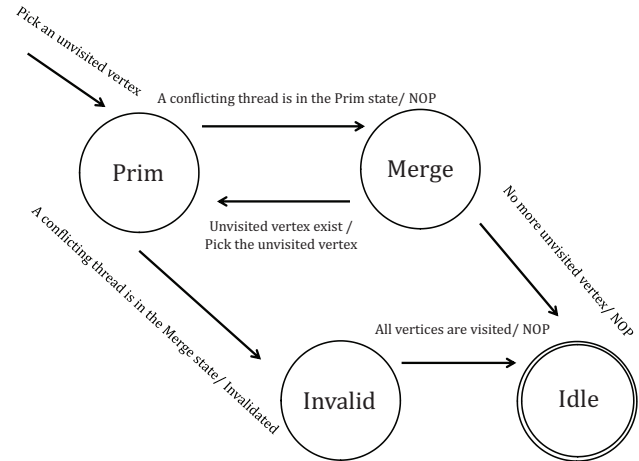 Pick an unvisited vertex
A conflicting thread is in the Prim state/ NOP
Prim
Merge
Unvisited vertex exist /
Pick the unvisited vertex
No more unvisited vertex/ NOP
A conflicting thread is in the Merge state/ Invalidated
All vertices are visited/ NOP
Invalid
Idle